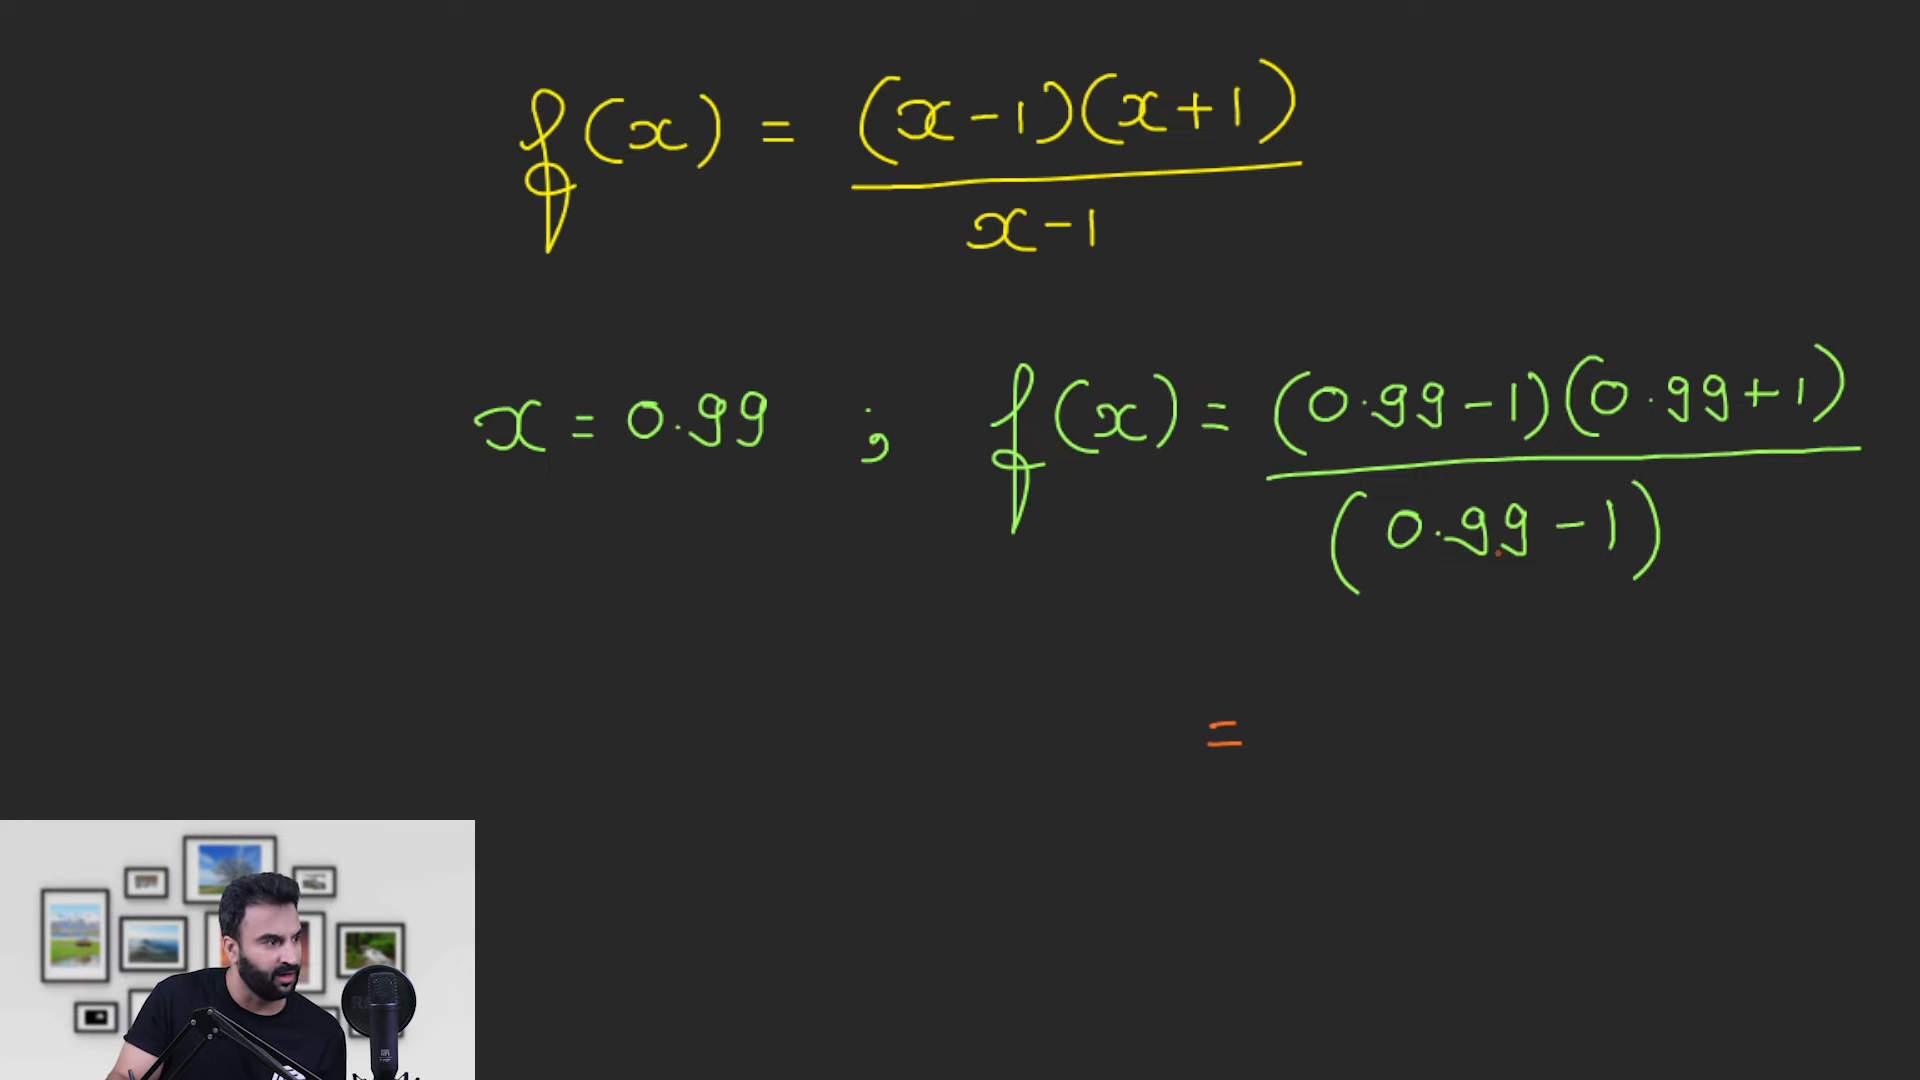 f(x) = (x-1)(x+1)
x-1
x = 0.99 ; f(x) = (0.99-1)(0.99+1)
(0.99-1)
=